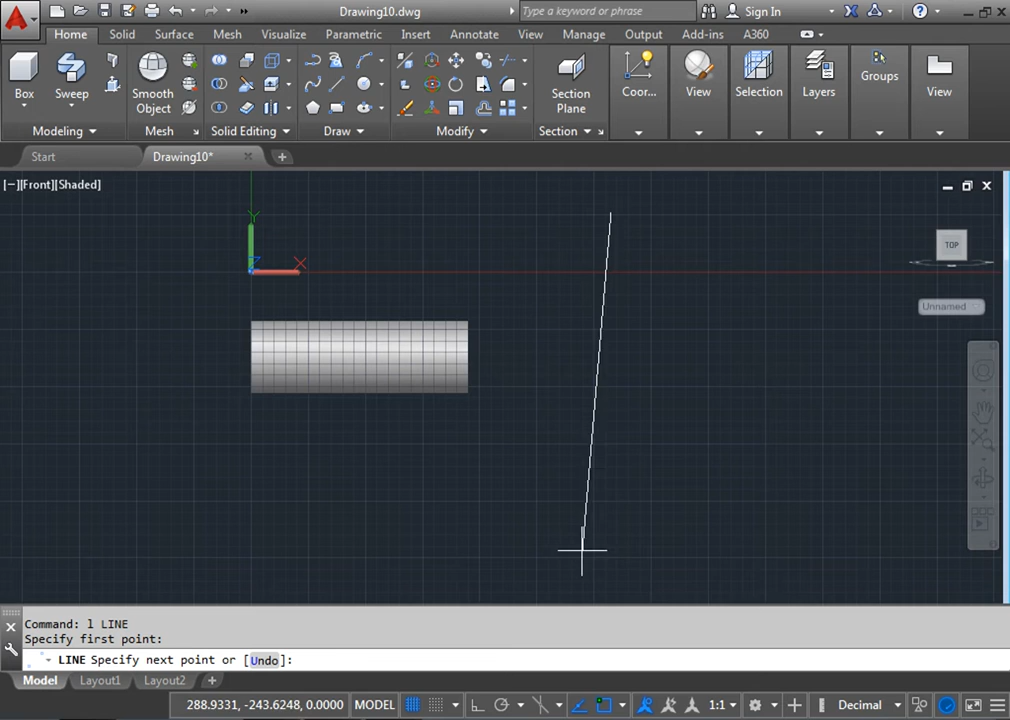 Drawing10.dwg
Type a keyword or phrase
Sign In
Home Solid Surface Mesh Visualize Parametric Insert Annotate View Manage Output Add-ins A360
Box Sweep Smooth Object Section Plane Coor... View Selection Layers Groups View
Modeling Mesh Solid Editing Draw Modify Section
Start Drawing10*
[−][Front][Shaded]
Y
X
Z
TOP
Unnamed
Command: l LINE
Specify first point:
LINE Specify next point or [Undo]:
Model Layout1 Layout2
288.9331, -243.6248, 0.0000 MODEL 1:1 Decimal